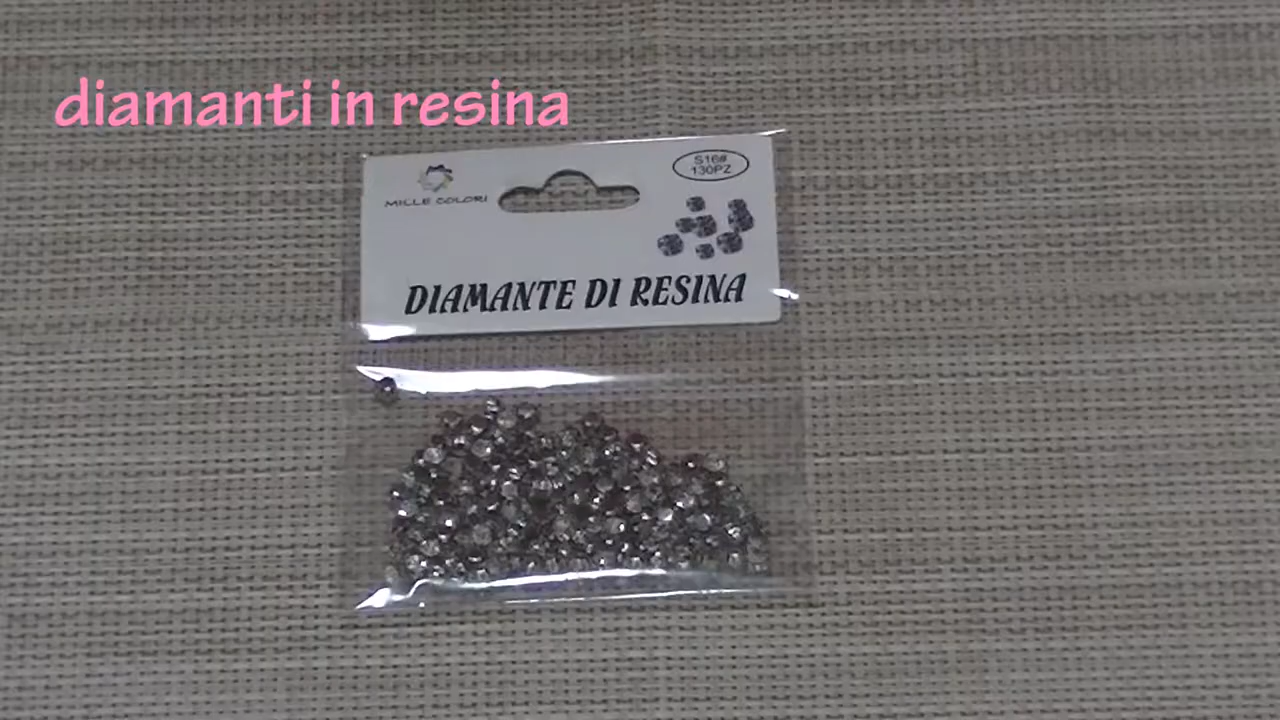 diamanti in resina
S16#
130PZ
MILLE COLORI
DIAMANTE DI RESINA